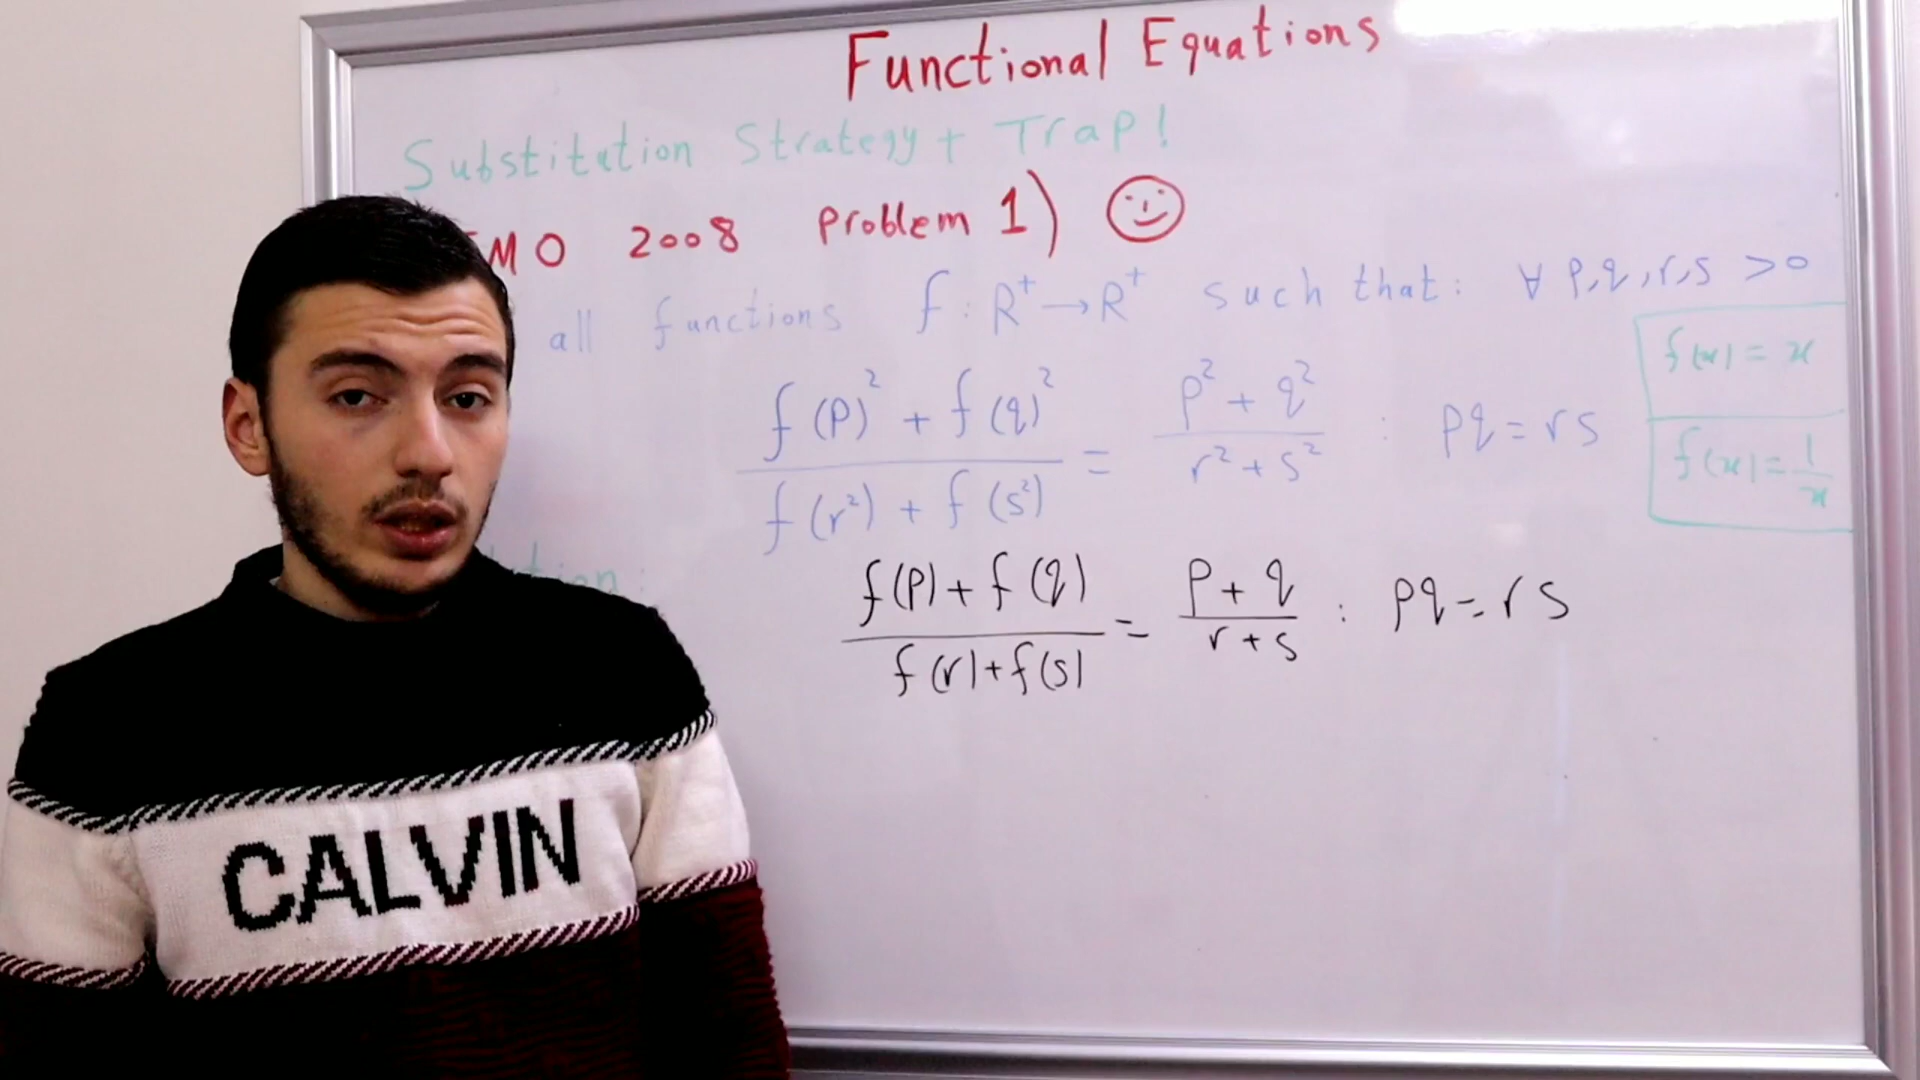 Functional Equations
Substitution Strategy + Trap!
MO 2008 problem 1) 
all functions f : R⁺ → R⁺ such that : ∀ p,q,r,s >0
f(x) = x
f(p)² + f(q)² / f(r²) + f(s²) = p² + q² / r² + s² : pq = rs
f(x) = 1/x
f(p) + f(q) / f(r) + f(s) = p + q / r + s : pq = rs
CALVIN